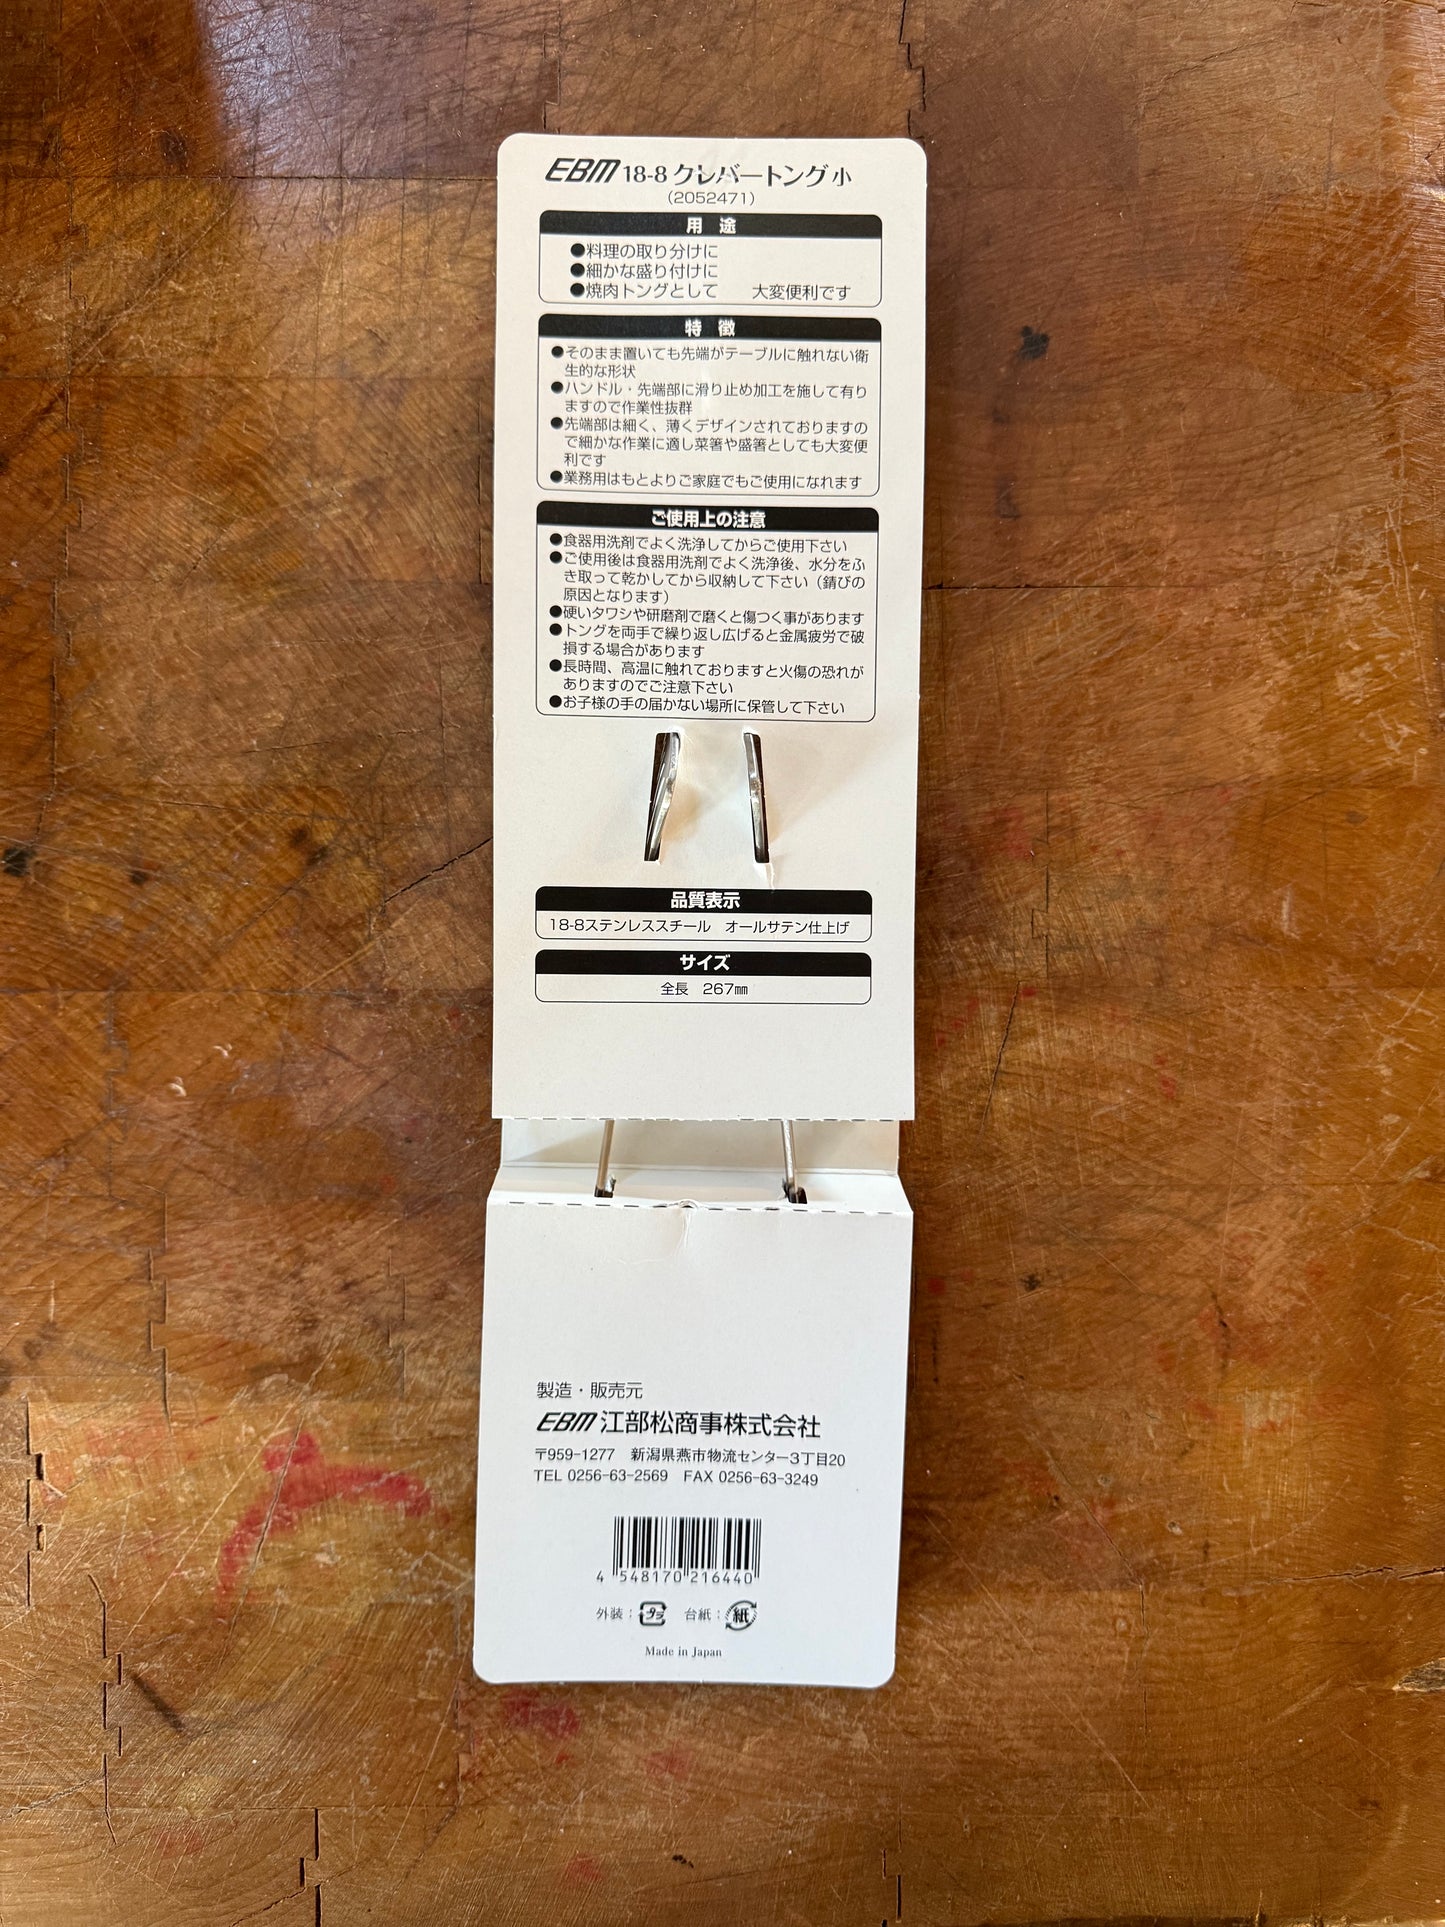 EBM 18-8 クレバートング 小
(2052471)
用 途
●料理の取り分けに
●細かな盛り付けに
●焼肉トングとして 大変便利です
特 徴
●そのまま置いても先端がテーブルに触れない衛
生的な形状
●ハンドル・先端部に滑り止め加工を施して有り
ますので作業性抜群
●先端部は細く、薄くデザインされておりますの
で細かな作業に適し菜箸や盛箸としても大変便
利です
●業務用はもとよりご家庭でもご使用になれます
ご使用上の注意
●食器用洗剤でよく洗浄してからご使用下さい
●ご使用後は食器用洗剤でよく洗浄後、水分をふ
き取って乾かしてから収納して下さい（錆びの
原因となります）
●硬いタワシや研磨剤で磨くと傷つく事があります
●トングを両手で繰り返し広げると金属疲労で破
損する場合があります
●長時間、高温に触れておりますと火傷の恐れが
ありますのでご注意下さい
●お子様の手の届かない場所に保管して下さい
品質表示
18-8ステンレススチール オールサテン仕上げ
サイズ
全長 267㎜
製造・販売元
EBM 江部松商事株式会社
〒959-1277 新潟県燕市物流センター3丁目20
TEL 0256-63-2569 FAX 0256-63-3249
4 548170 216440
外装：プラ 台紙：紙
Made in Japan